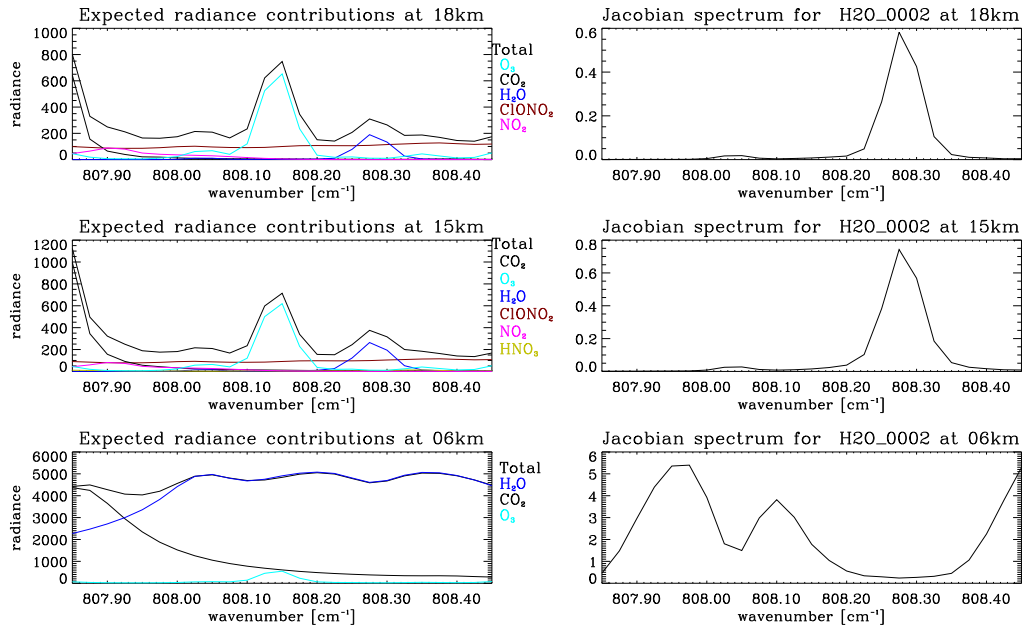 Expected radiance contributions at 18km
1000
800
600
400
200
0
radiance
807.90 808.00 808.10 808.20 808.30 808.40
wavenumber [cm⁻¹]
Total
O₃
CO₂
H₂O
ClONO₂
NO₂
Jacobian spectrum for H2O_0002 at 18km
0.6
0.4
0.2
0.0
807.90 808.00 808.10 808.20 808.30 808.40
wavenumber [cm⁻¹]
Expected radiance contributions at 15km
1200
1000
800
600
400
200
0
radiance
807.90 808.00 808.10 808.20 808.30 808.40
wavenumber [cm⁻¹]
Total
CO₂
O₃
H₂O
ClONO₂
NO₂
HNO₃
Jacobian spectrum for H2O_0002 at 15km
0.8
0.6
0.4
0.2
0.0
807.90 808.00 808.10 808.20 808.30 808.40
wavenumber [cm⁻¹]
Expected radiance contributions at 06km
6000
5000
4000
3000
2000
1000
0
radiance
807.90 808.00 808.10 808.20 808.30 808.40
wavenumber [cm⁻¹]
Total
H₂O
CO₂
O₃
Jacobian spectrum for H2O_0002 at 06km
6
5
4
3
2
1
0
807.90 808.00 808.10 808.20 808.30 808.40
wavenumber [cm⁻¹]